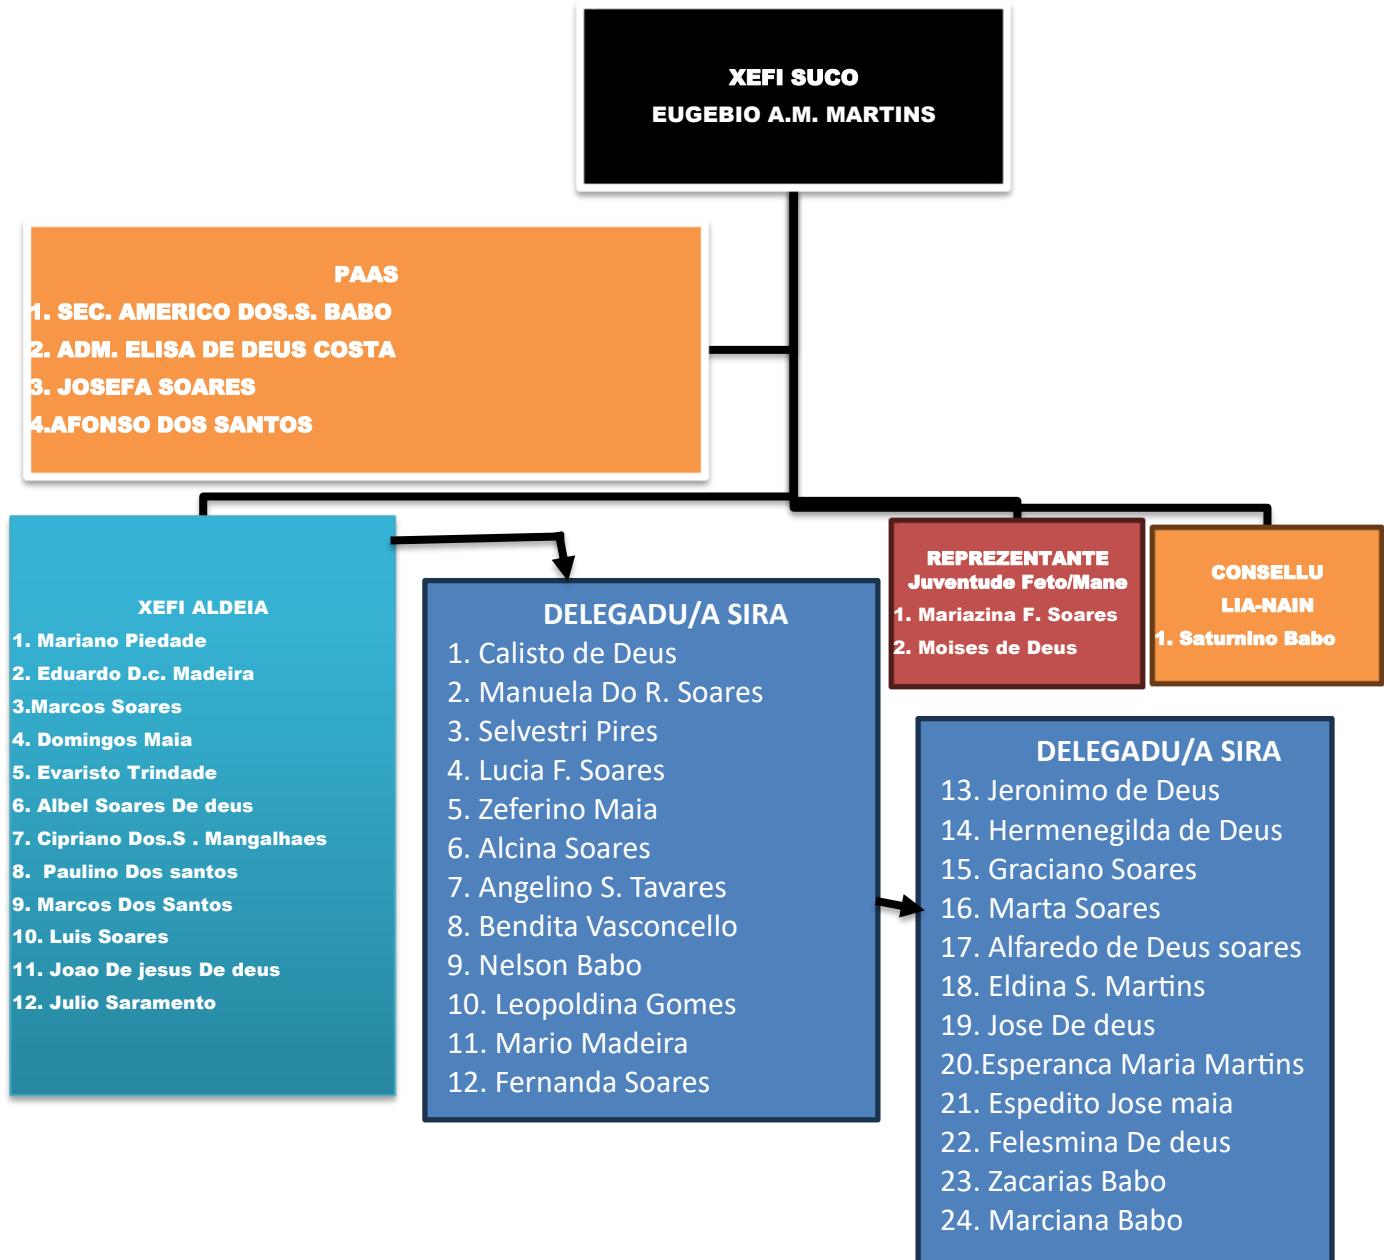 XEFI SUCO
EUGEBIO A.M. MARTINS
PAAS
1. SEC. AMERICO DOS.S. BABO
2. ADM. ELISA DE DEUS COSTA
3. JOSEFA SOARES
4.AFONSO DOS SANTOS
XEFI ALDEIA
1. Mariano Piedade
2. Eduardo D.c. Madeira
3.Marcos Soares
4. Domingos Maia
5. Evaristo Trindade
6. Albel Soares De deus
7. Cipriano Dos.S . Mangalhaes
8.  Paulino Dos santos
9. Marcos Dos Santos
10. Luis Soares
11. Joao De jesus De deus
12. Julio Saramento
DELEGADU/A SIRA
1. Calisto de Deus
2. Manuela Do R. Soares
3. Selvestri Pires
4. Lucia F. Soares
5. Zeferino Maia
6. Alcina Soares
7. Angelino S. Tavares
8. Bendita Vasconcello
9. Nelson Babo
10. Leopoldina Gomes
11. Mario Madeira
12. Fernanda Soares
REPREZENTANTE
Juventude Feto/Mane
1. Mariazina F. Soares
2. Moises de Deus
CONSELLU
LIA-NAIN
1. Saturnino Babo
DELEGADU/A SIRA
13. Jeronimo de Deus
14. Hermenegilda de Deus
15. Graciano Soares
16. Marta Soares
17. Alfaredo de Deus soares
18. Eldina S. Martins
19. Jose De deus
20.Esperanca Maria Martins
21. Espedito Jose maia
22. Felesmina De deus
23. Zacarias Babo
24. Marciana Babo